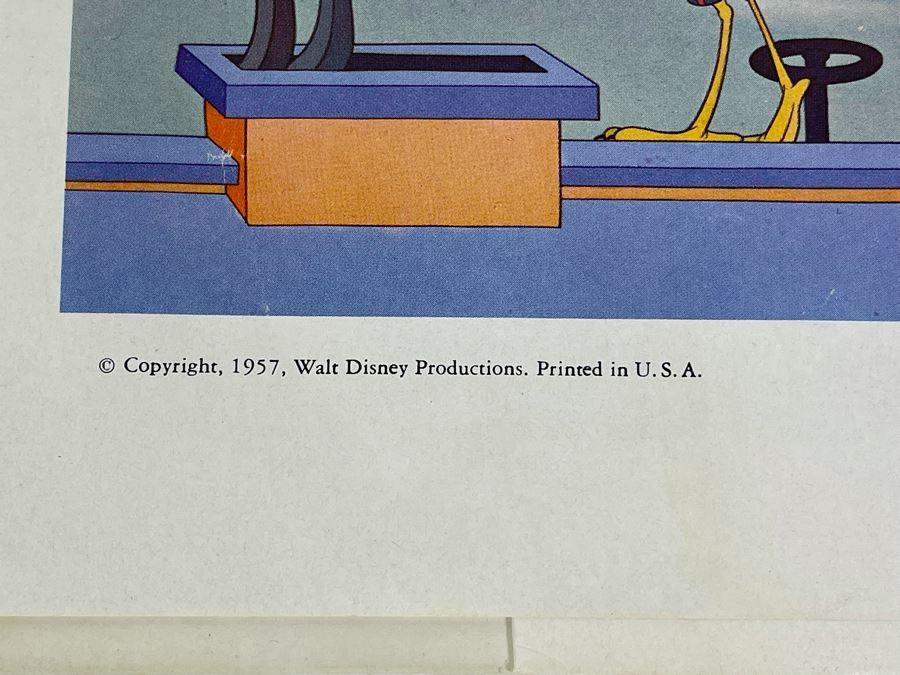 © Copyright, 1957, Walt Disney Productions. Printed in U. S. A.